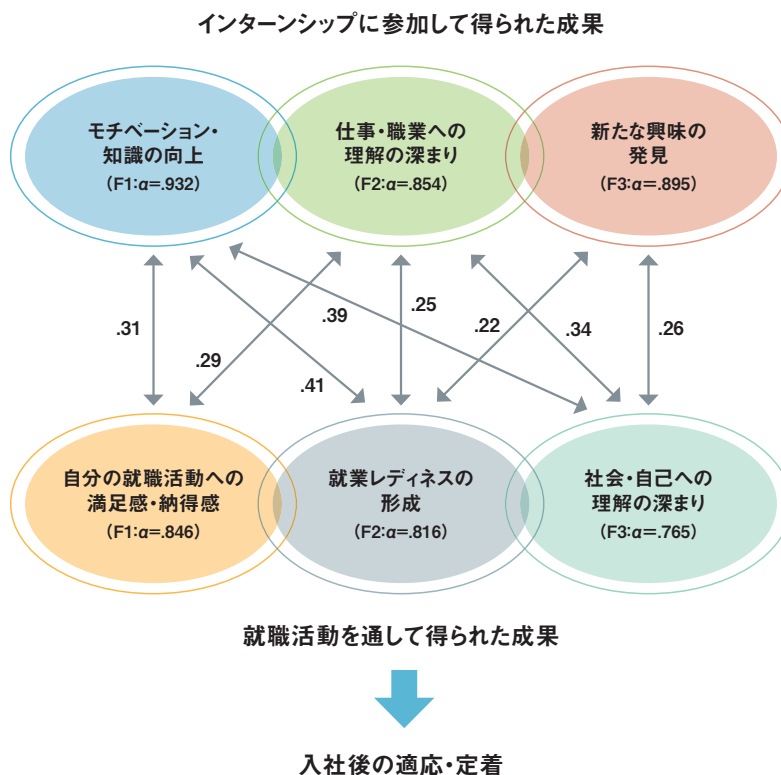 インターンシップに参加して得られた成果
モチベーション・
知識の向上
(F1:α=.932)
仕事・職業への
理解の深まり
(F2:α=.854)
新たな興味の
発見
(F3:α=.895)
.31
.29
.41
.39
.25
.22
.34
.26
自分の就職活動への
満足感・納得感
(F1:α=.846)
就業レディネスの
形成
(F2:α=.816)
社会・自己への
理解の深まり
(F3:α=.765)
就職活動を通して得られた成果
入社後の適応・定着